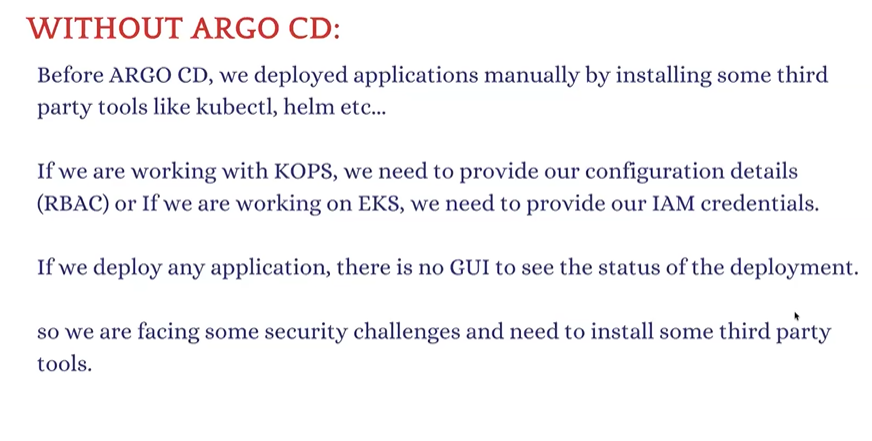 WITHOUT ARGO CD:
Before ARGO CD, we deployed applications manually by installing some third
party tools like kubectl, helm etc...
If we are working with KOPS, we need to provide our configuration details
(RBAC) or If we are working on EKS, we need to provide our IAM credentials.
If we deploy any application, there is no GUI to see the status of the deployment.
so we are facing some security challenges and need to install some third party
tools.